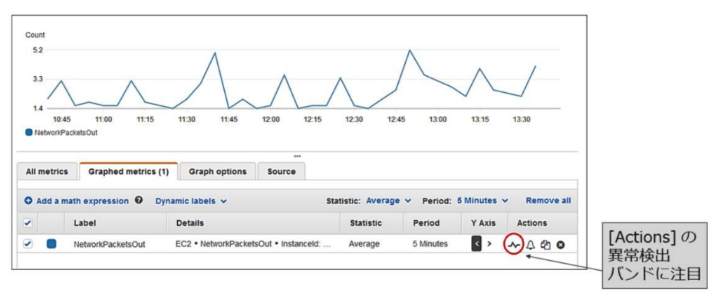 Count
5.2
3.3
1.4
10:45 11:00 11:15 11:30 11:45 12:00 12:15 12:30 12:45 13:00 13:15 13:30
NetworkPacketsOut
All metrics Graphed metrics (1) Graph options Source
Add a math expression Dynamic labels Statistic: Average Period: 5 Minutes Remove all
Label Details Statistic Period Y Axis Actions
NetworkPacketsOut EC2 • NetworkPacketsOut • InstanceId: ... Average 5 Minutes < >
[Actions] の
異常検出
バンドに注目